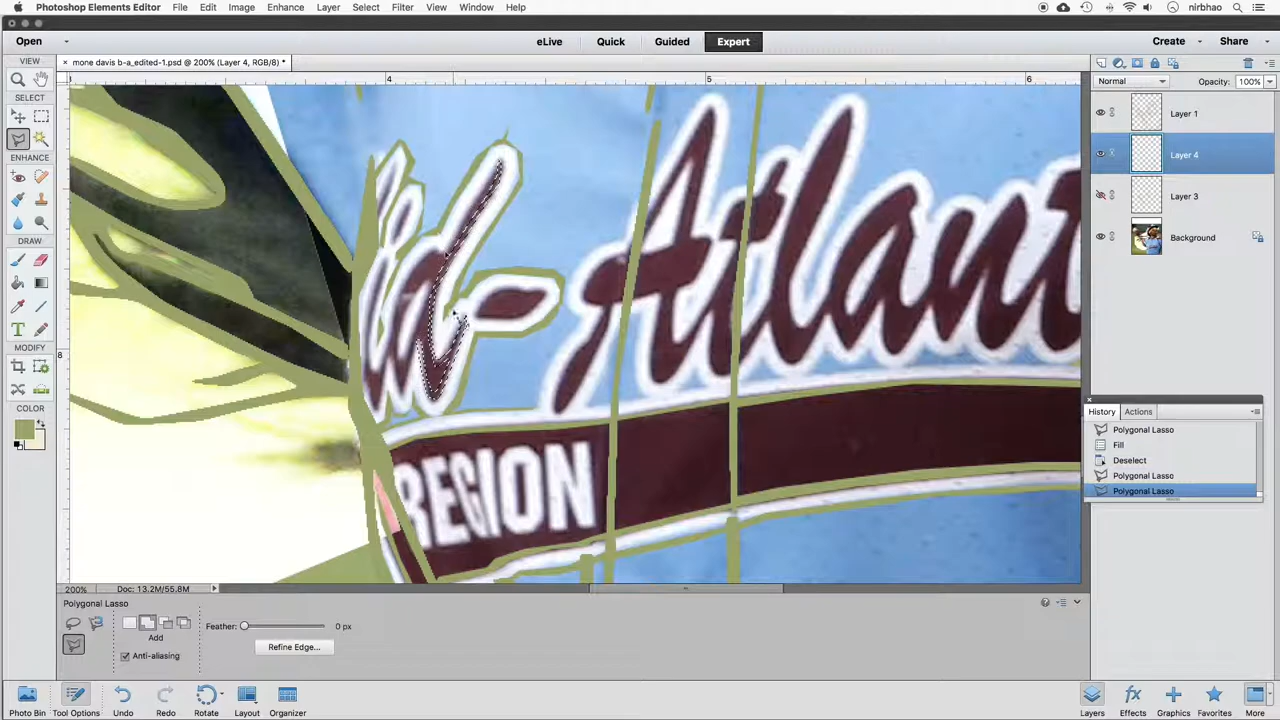 Photoshop Elements Editor File Edit Image Enhance Layer Select Filter View Window Help nirbhao
Open eLive Quick Guided Expert Create Share
mone davis b-a_edited-1.psd @ 200% (Layer 4, RGB/8) *
VIEW
SELECT
ENHANCE
DRAW
MODIFY
COLOR
4 5 6
8
Normal Opacity: 100%
Layer 1
Layer 4
Layer 3
Background
REGION
History Actions
Polygonal Lasso
Fill
Deselect
Polygonal Lasso
Polygonal Lasso
200% Doc: 13.2M/55.8M
Polygonal Lasso
Add
Anti-aliasing
Feather: 0 px
Refine Edge...
Photo Bin Tool Options Undo Redo Rotate Layout Organizer
Layers Effects Graphics Favorites More